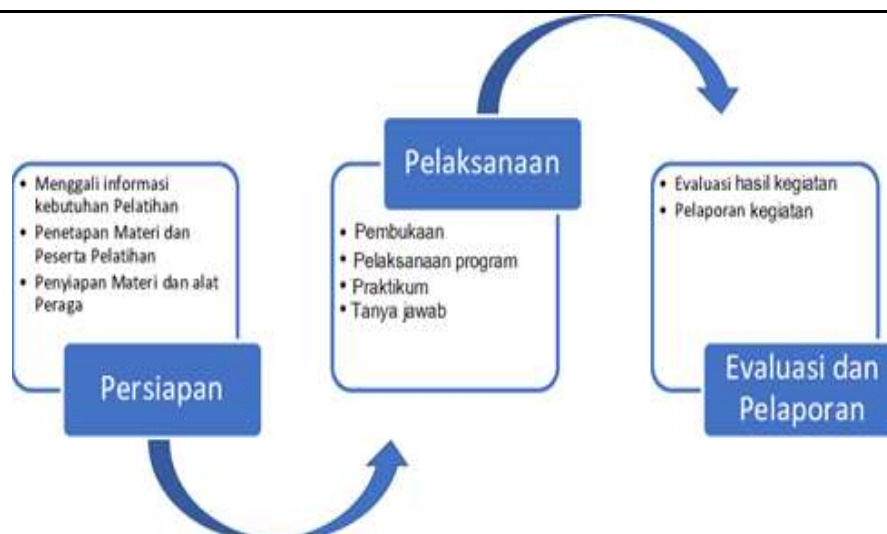 • Menggali informasi
kebutuhan Pelatihan
• Penetapan Materi dan
Peserta Pelatihan
• Penyiapan Materi dan alat
Peraga
Persiapan
Pelaksanaan
• Pembukaan
• Pelaksanaan program
• Praktikum
• Tanya jawab
• Evaluasi hasil kegiatan
• Pelaporan kegiatan
Evaluasi dan
Pelaporan